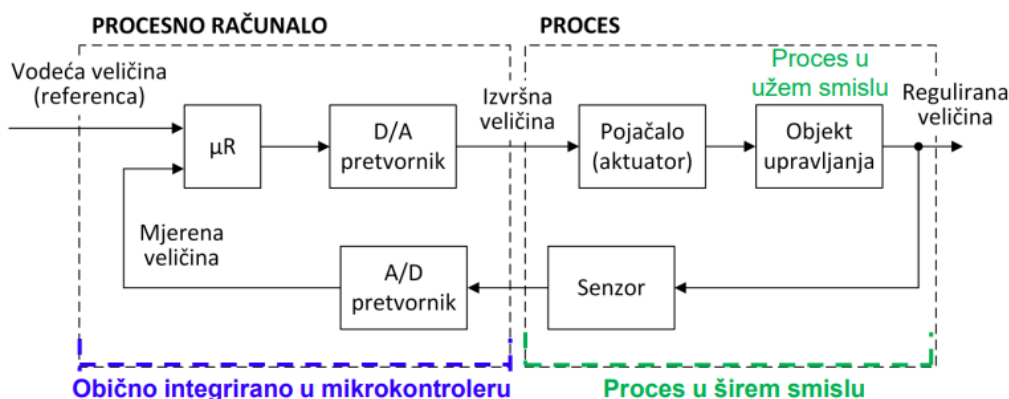 PROCESNO RAČUNALO
PROCES
Vodeća veličina
(referenca)
μR
D/A
pretvornik
Izvršna
veličina
Pojačalo
(aktuator)
Proces u
užem smislu
Objekt
upravljanja
Regulirana
veličina
Mjerena
veličina
A/D
pretvornik
Senzor
Obično integrirano u mikrokontroleru
Proces u širem smislu